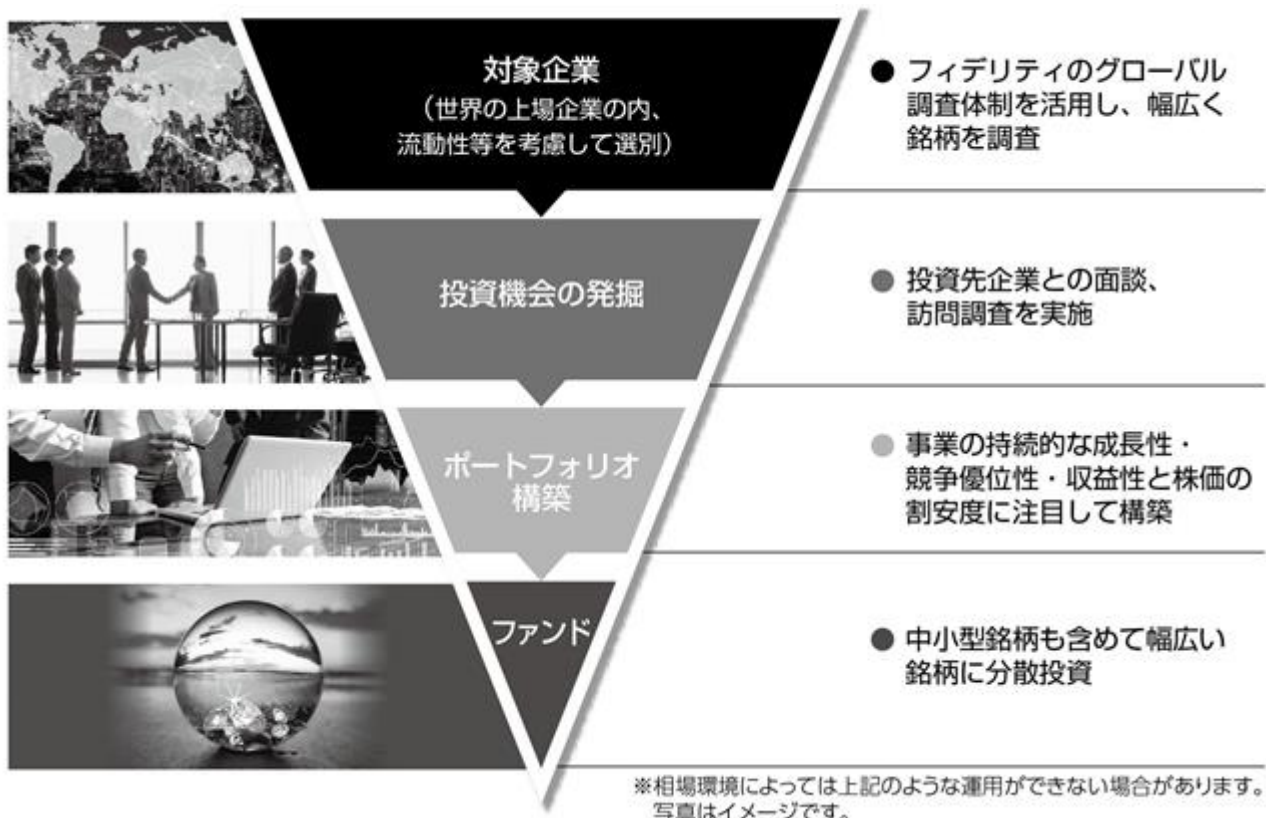 対象企業
（世界の上場企業の内、
流動性等を考慮して選別）
● フィデリティのグローバル
調査体制を活用し、幅広く
銘柄を調査
投資機会の発掘
● 投資先企業との面談、
訪問調査を実施
ポートフォリオ
構築
● 事業の持続的な成長性・
競争優位性・収益性と株価の
割安度に注目して構築
ファンド
● 中小型銘柄も含めて幅広い
銘柄に分散投資
※相場環境によっては上記のような運用ができない場合があります。
写真はイメージです。